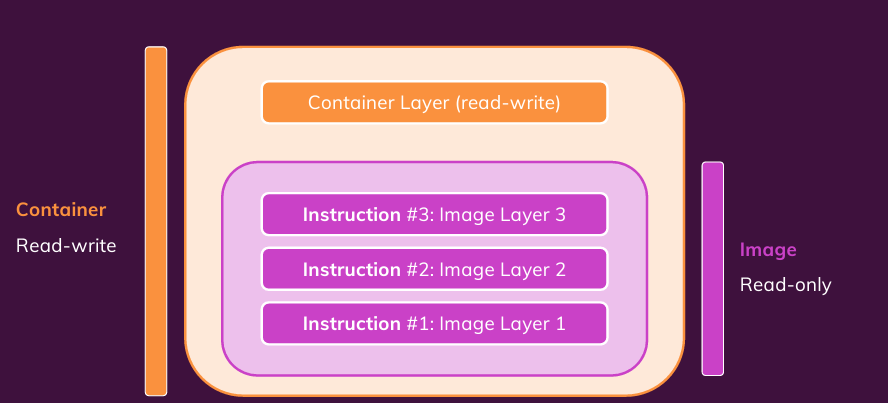 Container Layer (read-write)
Container
Read-write
Instruction #3: Image Layer 3
Instruction #2: Image Layer 2
Instruction #1: Image Layer 1
Image
Read-only